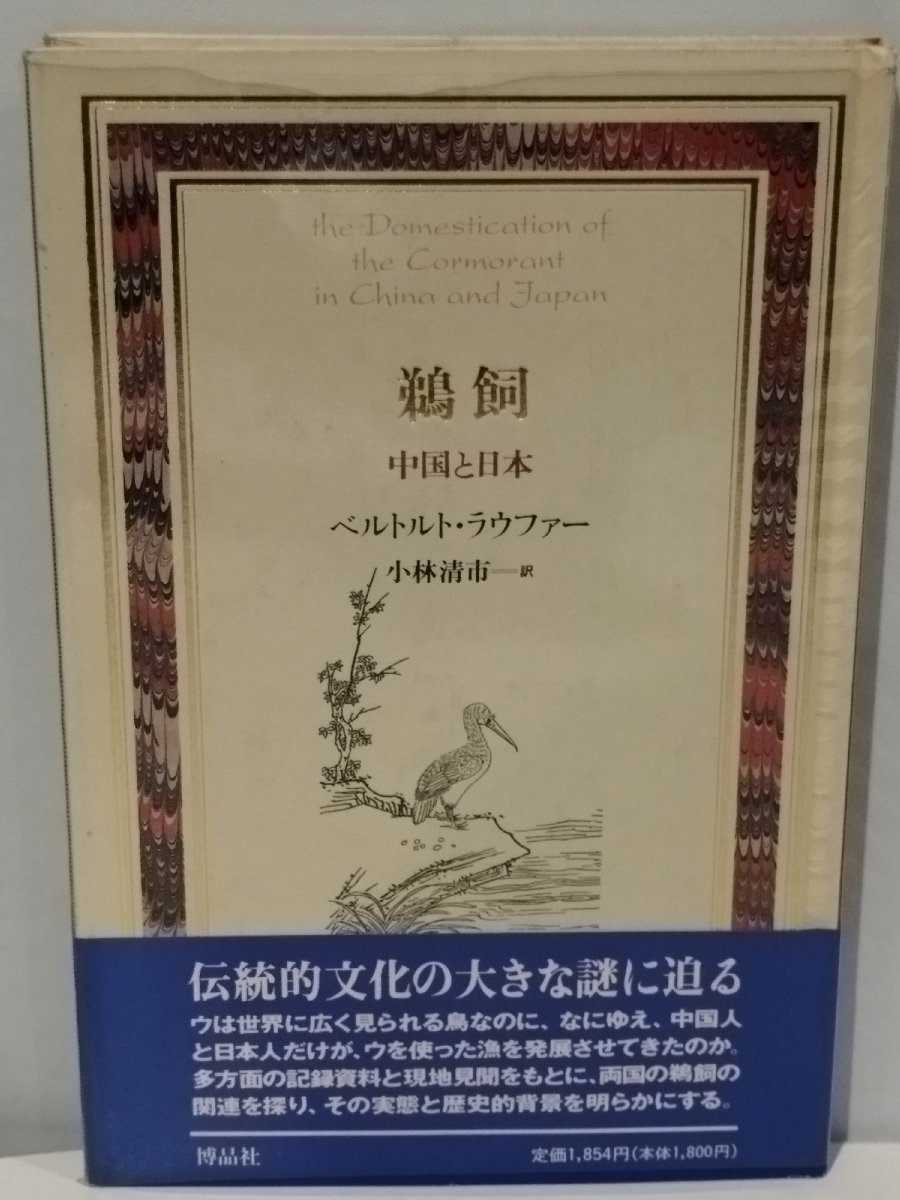 the Domestication of
the Cormorant
in China and Japan
鵜飼
中国と日本
ベルトルト・ラウファー
小林清市──訳
伝統的文化の大きな謎に迫る
ウは世界に広く見られる鳥なのに、なにゆえ、中国人
と日本人だけが、ウを使った漁を発展させてきたのか。
多方面の記録資料と現地見聞をもとに、両国の鵜飼の
関連を探り、その実態と歴史的背景を明らかにする。
博品社
定価1,854円(本体1,800円)